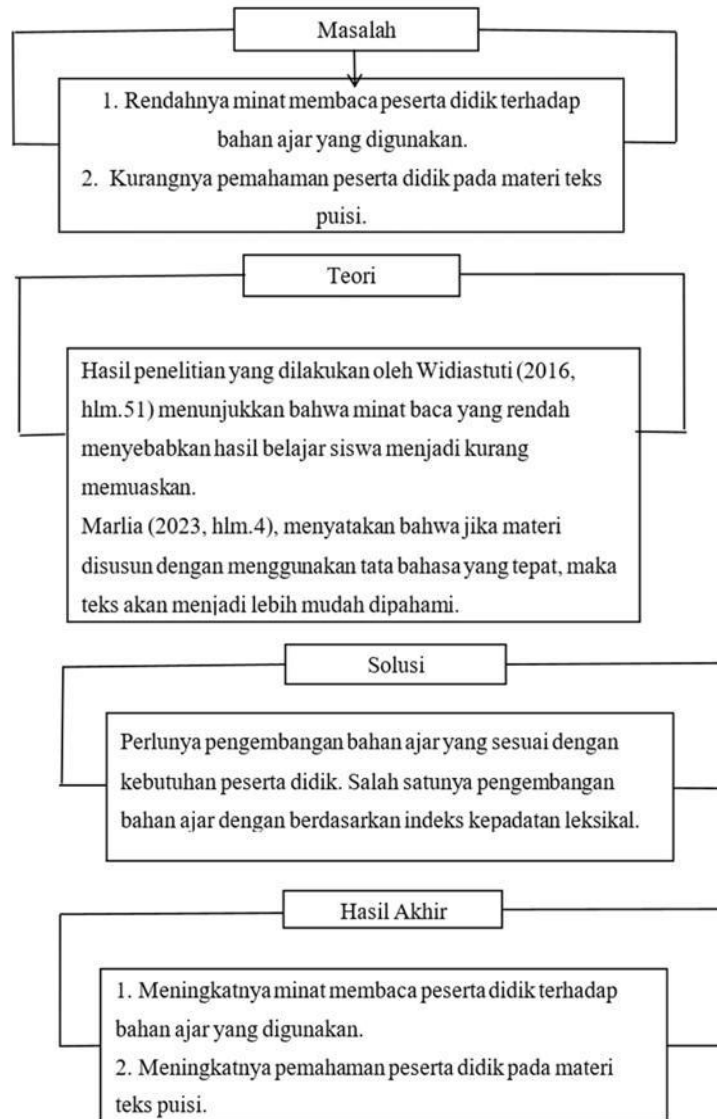 Masalah
1. Rendahnya minat membaca peserta didik terhadap
bahan ajar yang digunakan.
2. Kurangnya pemahaman peserta didik pada materi teks
puisi.
Teori
Hasil penelitian yang dilakukan oleh Widiastuti (2016,
hlm.51) menunjukkan bahwa minat baca yang rendah
menyebabkan hasil belajar siswa menjadi kurang
memuaskan.
Marlia (2023, hlm.4), menyatakan bahwa jika materi
disusun dengan menggunakan tata bahasa yang tepat, maka
teks akan menjadi lebih mudah dipahami.
Solusi
Perlunya pengembangan bahan ajar yang sesuai dengan
kebutuhan peserta didik. Salah satunya pengembangan
bahan ajar dengan berdasarkan indeks kepadatan leksikal.
Hasil Akhir
1. Meningkatnya minat membaca peserta didik terhadap
bahan ajar yang digunakan.
2. Meningkatnya pemahaman peserta didik pada materi
teks puisi.